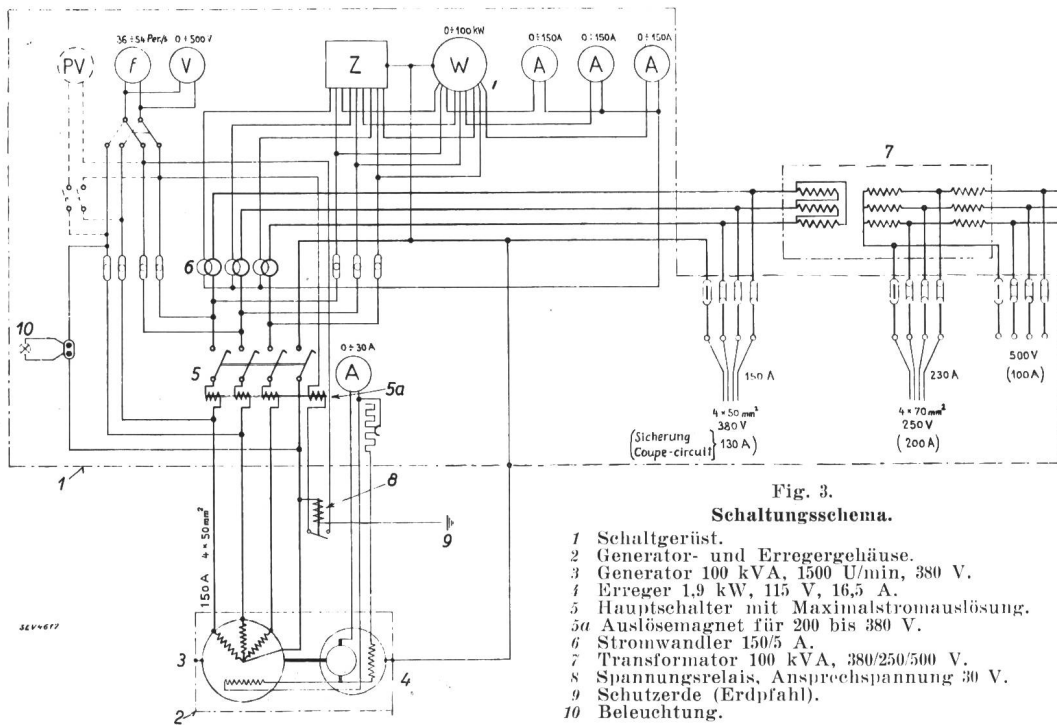 36÷54 Per/s 0÷500 V 0÷100 kW 0÷150A 0÷150A 0÷150A
PV f V Z W A A A
7
6
10
0÷30 A
5 A 5a
150 A 230 A 500 V
(100 A)
4×50 mm² 4×70 mm²
380 V 250 V
(Sicherung Coupe-circuit} 130 A) (200 A)
1
8
9
150 A 4×50 mm²
SEV4617
3 4
2
Fig. 3.
Schaltungsschema.
1 Schaltgerüst.
2 Generator- und Erregergehäuse.
3 Generator 100 kVA, 1500 U/min, 380 V.
4 Erreger 1,9 kW, 115 V, 16,5 A.
5 Hauptschalter mit Maximalstromauslösung.
5a Auslösemagnet für 200 bis 380 V.
6 Stromwandler 150/5 A.
7 Transformator 100 kVA, 380/250/500 V.
8 Spannungsrelais, Ansprechspannung 30 V.
9 Schutzerde (Erdpfahl).
10 Beleuchtung.